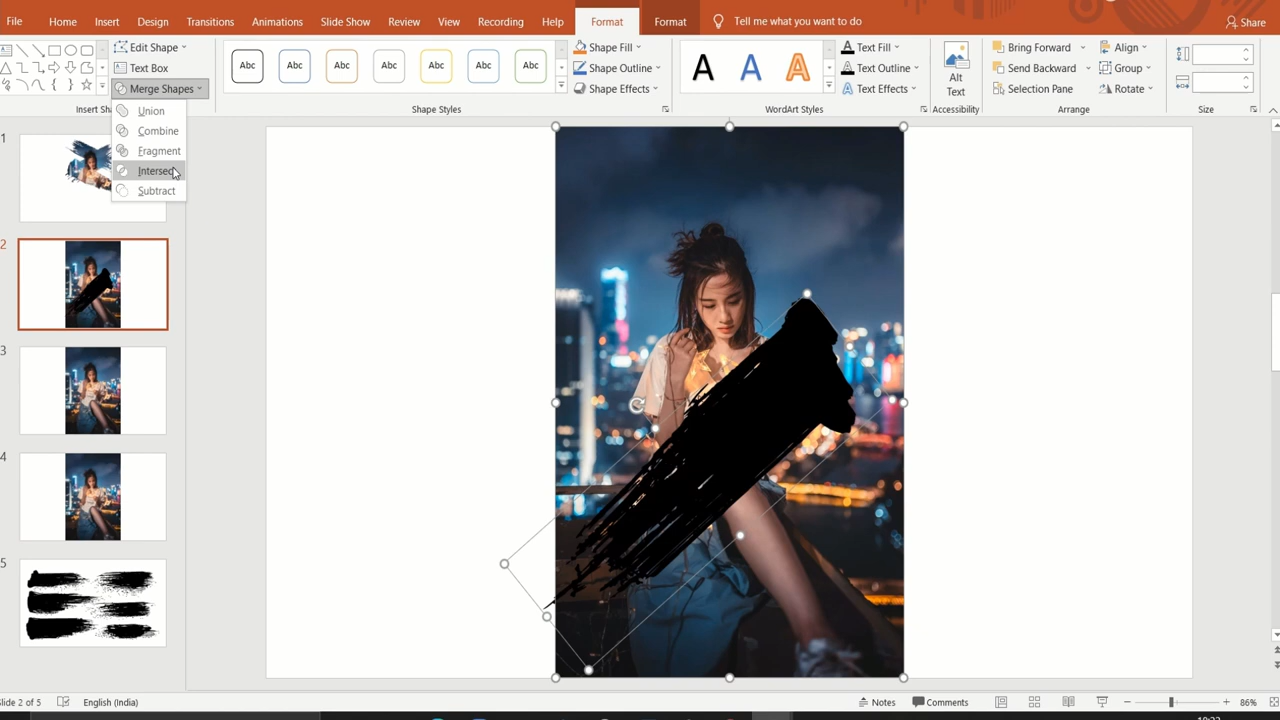 File Home Insert Design Transitions Animations Slide Show Review View Recording Help Format Format Tell me what you want to do Share
Edit Shape
Text Box
Merge Shapes
Insert Sha
Union
Combine
Fragment
Intersec
Subtract
Abc Abc Abc Abc Abc Abc Abc
Shape Styles
Shape Fill
Shape Outline
Shape Effects
A A A
WordArt Styles
Text Fill
Text Outline
Text Effects
Alt
Text
Accessibility
Bring Forward
Send Backward
Selection Pane
Align
Group
Rotate
Arrange
Size
1
2
3
4
5
Slide 2 of 5 English (India) Notes Comments 86%